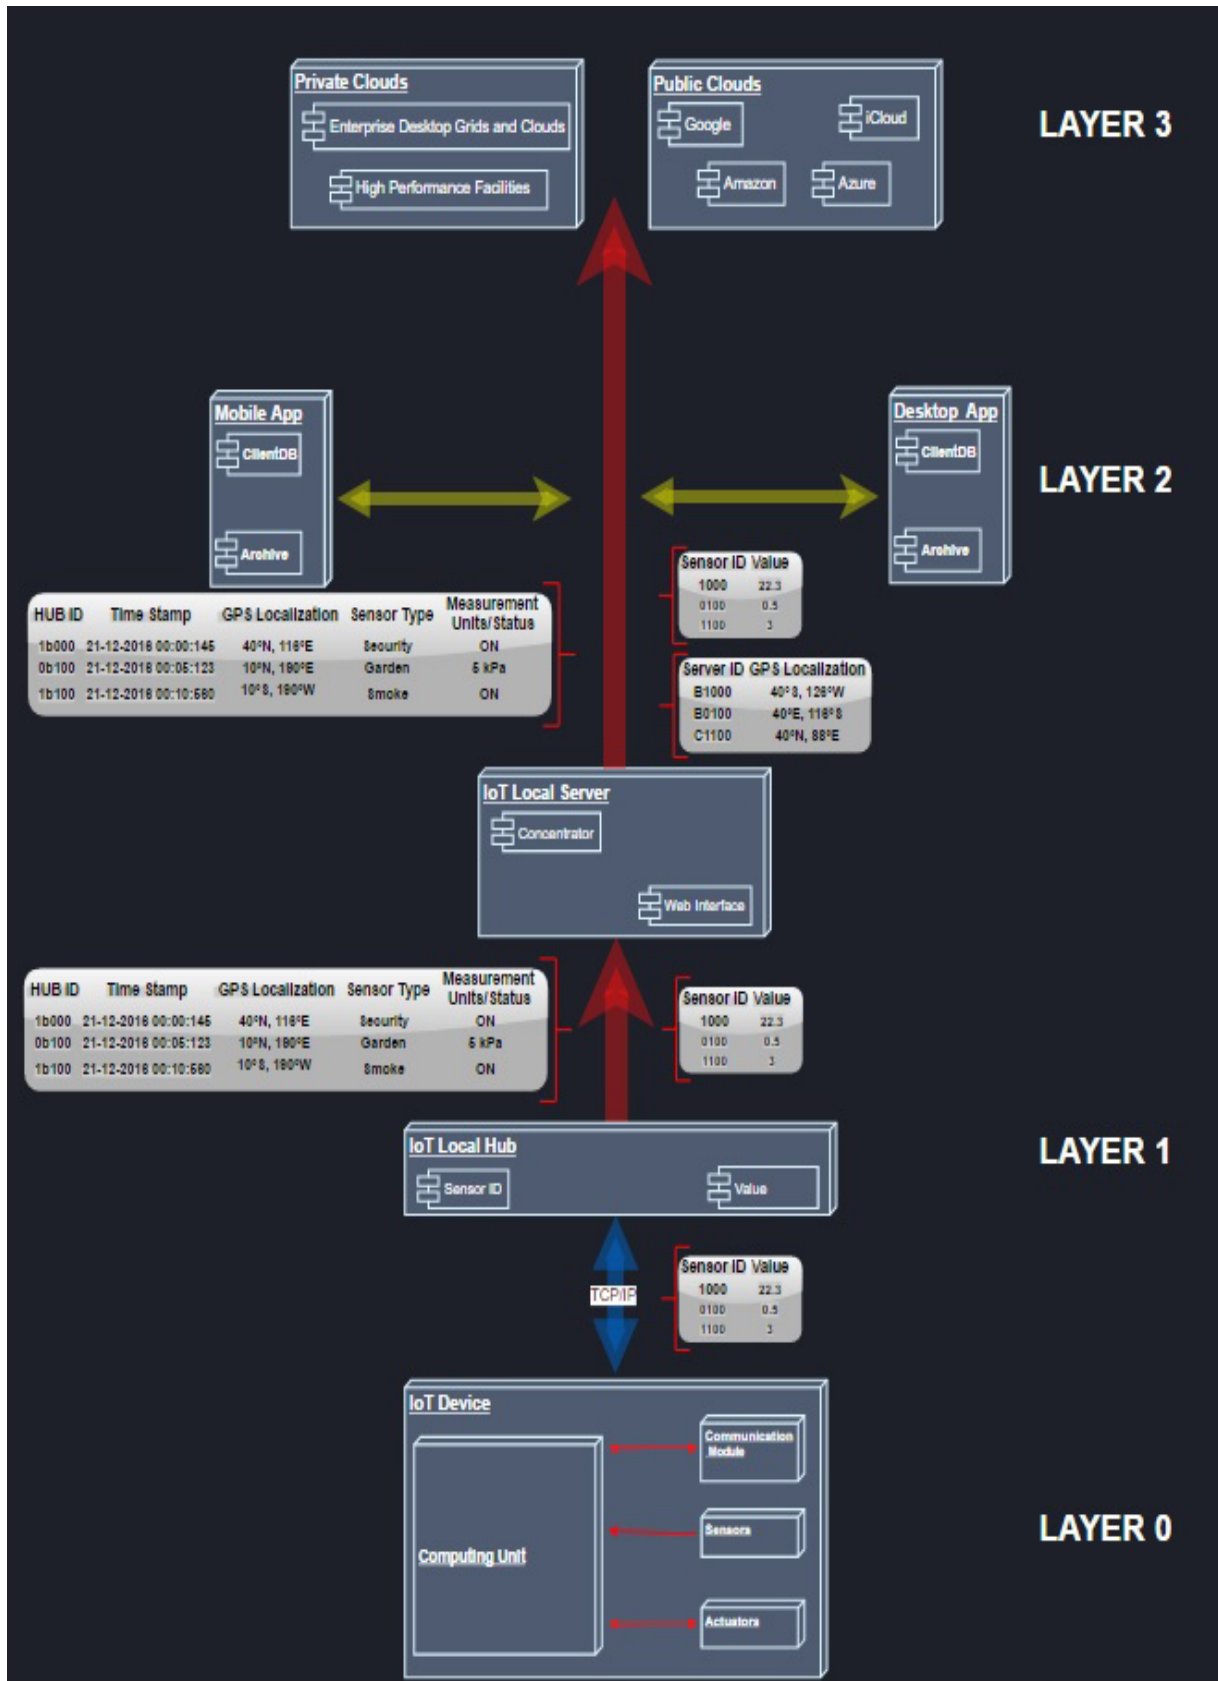 Private Clouds
Enterprise Desktop Grids and Clouds
High Performance Facilities
Public Clouds
Google
iCloud
Amazon
Azure
LAYER 3
Mobile App
ClientDB
Archive
Desktop App
ClientDB
Archive
LAYER 2
HUB ID Time Stamp GPS Localization Sensor Type Measurement Units/Status
1b000 21-12-2016 00:00:145 40ºN, 116ºE Security ON
0b100 21-12-2016 00:05:123 10ºN, 180ºE Garden 5 kPa
1b100 21-12-2016 00:10:560 10ºS, 180ºW Smoke ON
Sensor ID Value
1000 22.3
0100 0.5
1100 3
Server ID GPS Localization
B1000 40ºS, 126ºW
B0100 40ºE, 116ºS
C1100 40ºN, 88ºE
IoT Local Server
Concentrator
Web Interface
HUB ID Time Stamp GPS Localization Sensor Type Measurement Units/Status
1b000 21-12-2016 00:00:145 40ºN, 116ºE Security ON
0b100 21-12-2016 00:05:123 10ºN, 180ºE Garden 5 kPa
1b100 21-12-2016 00:10:560 10ºS, 180ºW Smoke ON
Sensor ID Value
1000 22.3
0100 0.5
1100 3
IoT Local Hub
Sensor ID
Value
LAYER 1
TCP/IP
Sensor ID Value
1000 22.3
0100 0.5
1100 3
IoT Device
Computing Unit
Communication
Module
Sensors
Actuators
LAYER 0